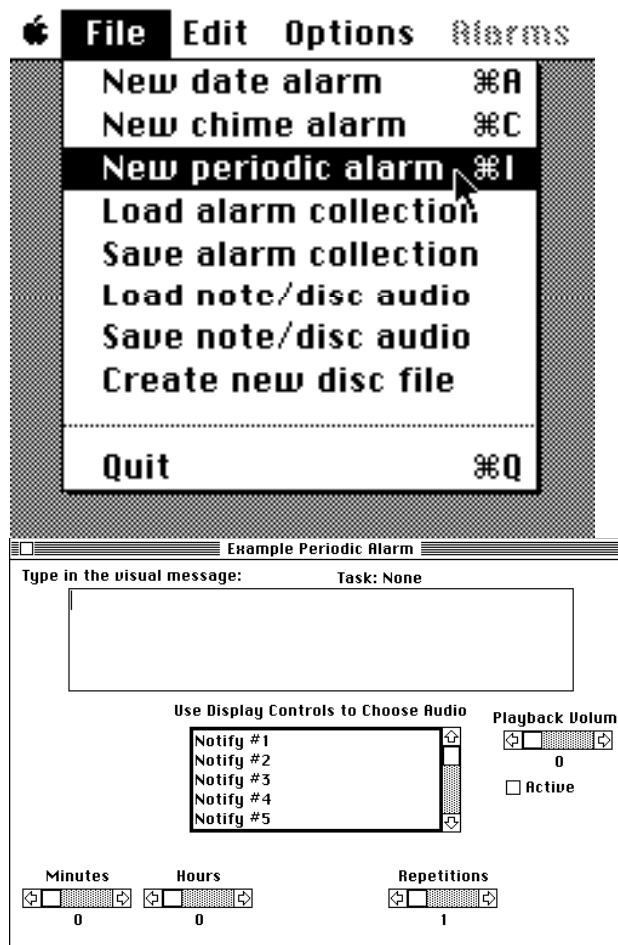 File Edit Options Alarms
New date alarm ⌘A
New chime alarm ⌘C
New periodic alarm ⌘I
Load alarm collection
Save alarm collection
Load note/disc audio
Save note/disc audio
Create new disc file
Quit ⌘Q
Example Periodic Alarm
Type in the visual message: Task: None
Use Display Controls to Choose Audio
Playback Volum
Notify #1
Notify #2
Notify #3
Notify #4
Notify #5
0
Active
Minutes Hours Repetitions
0 0 1